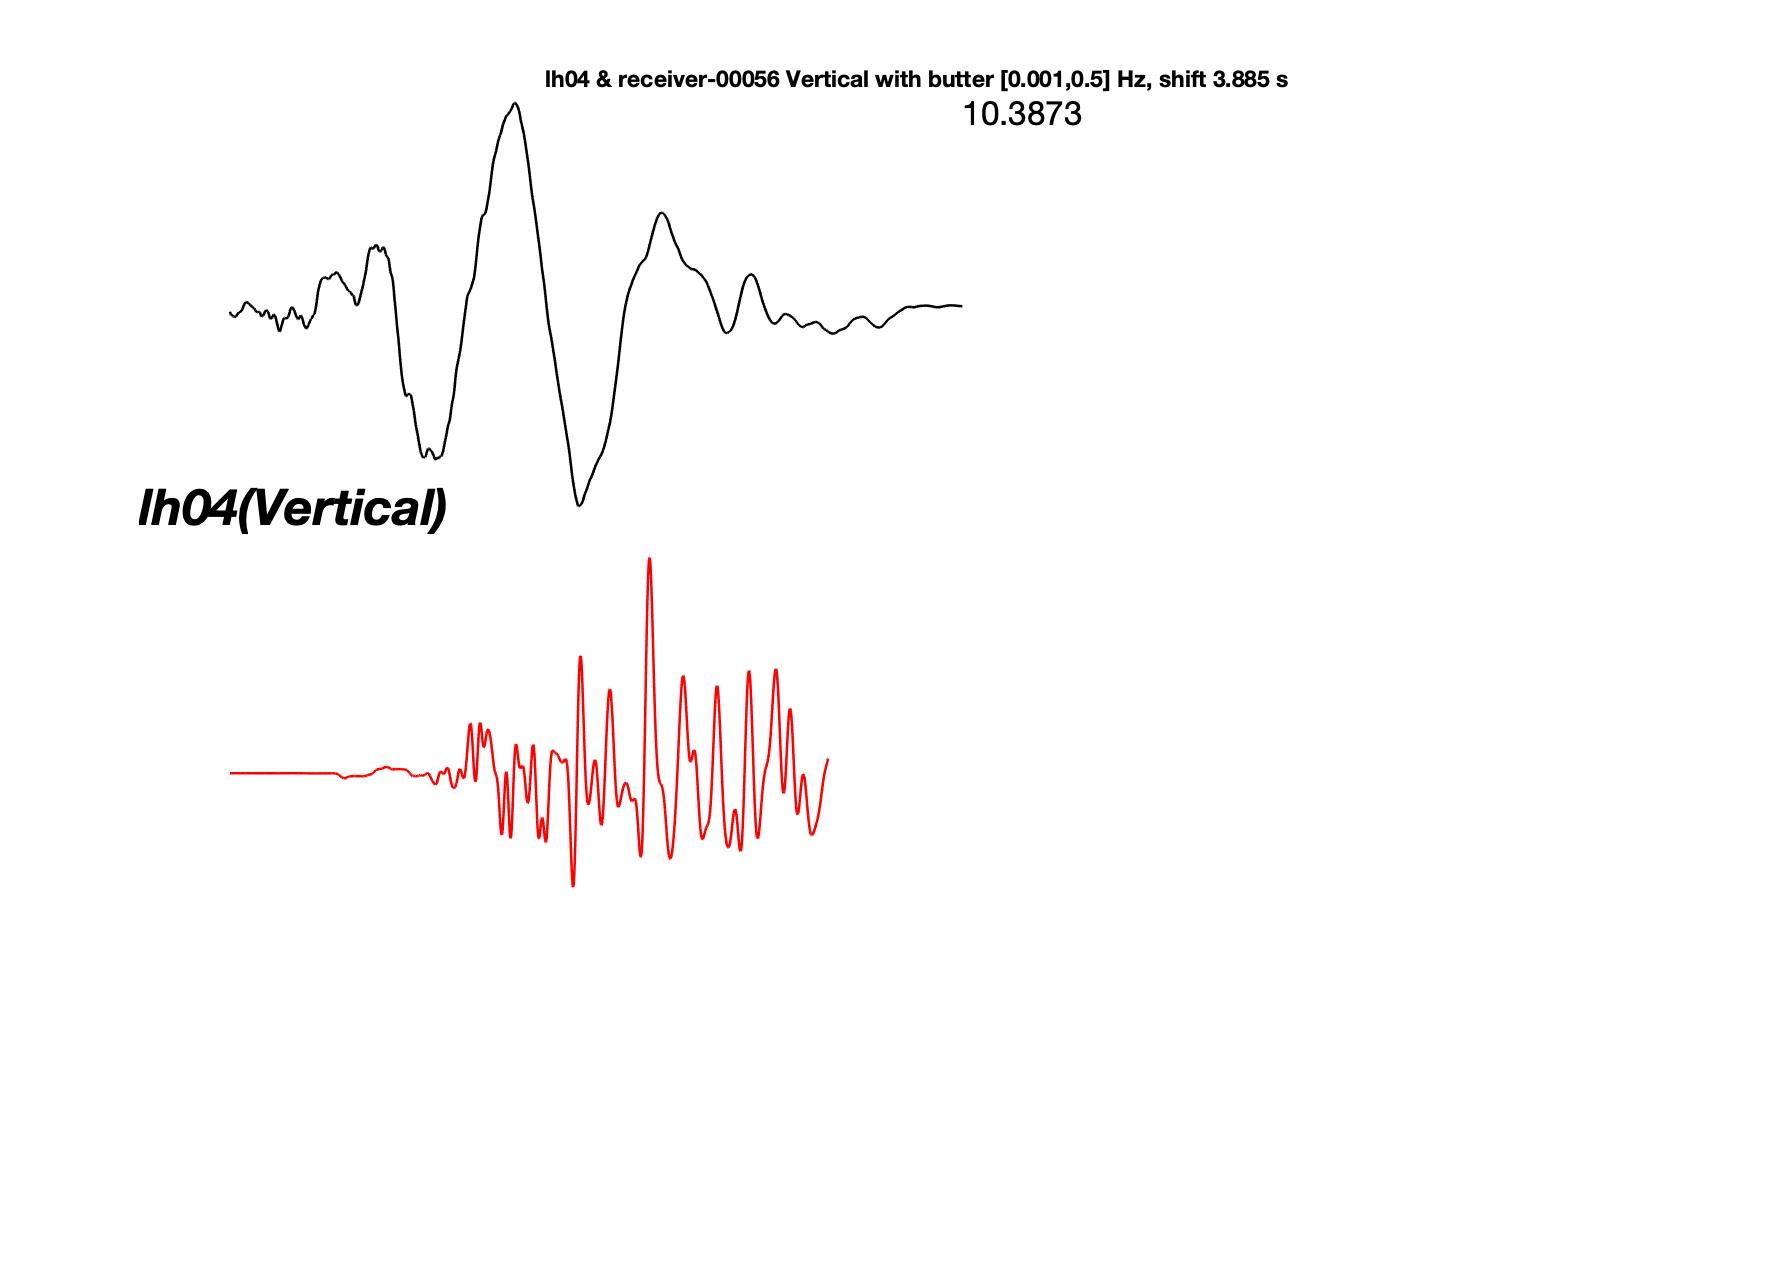 lh04 & receiver-00056 Vertical with butter [0.001,0.5] Hz, shift 3.885 s
10.3873
lh04(Vertical)